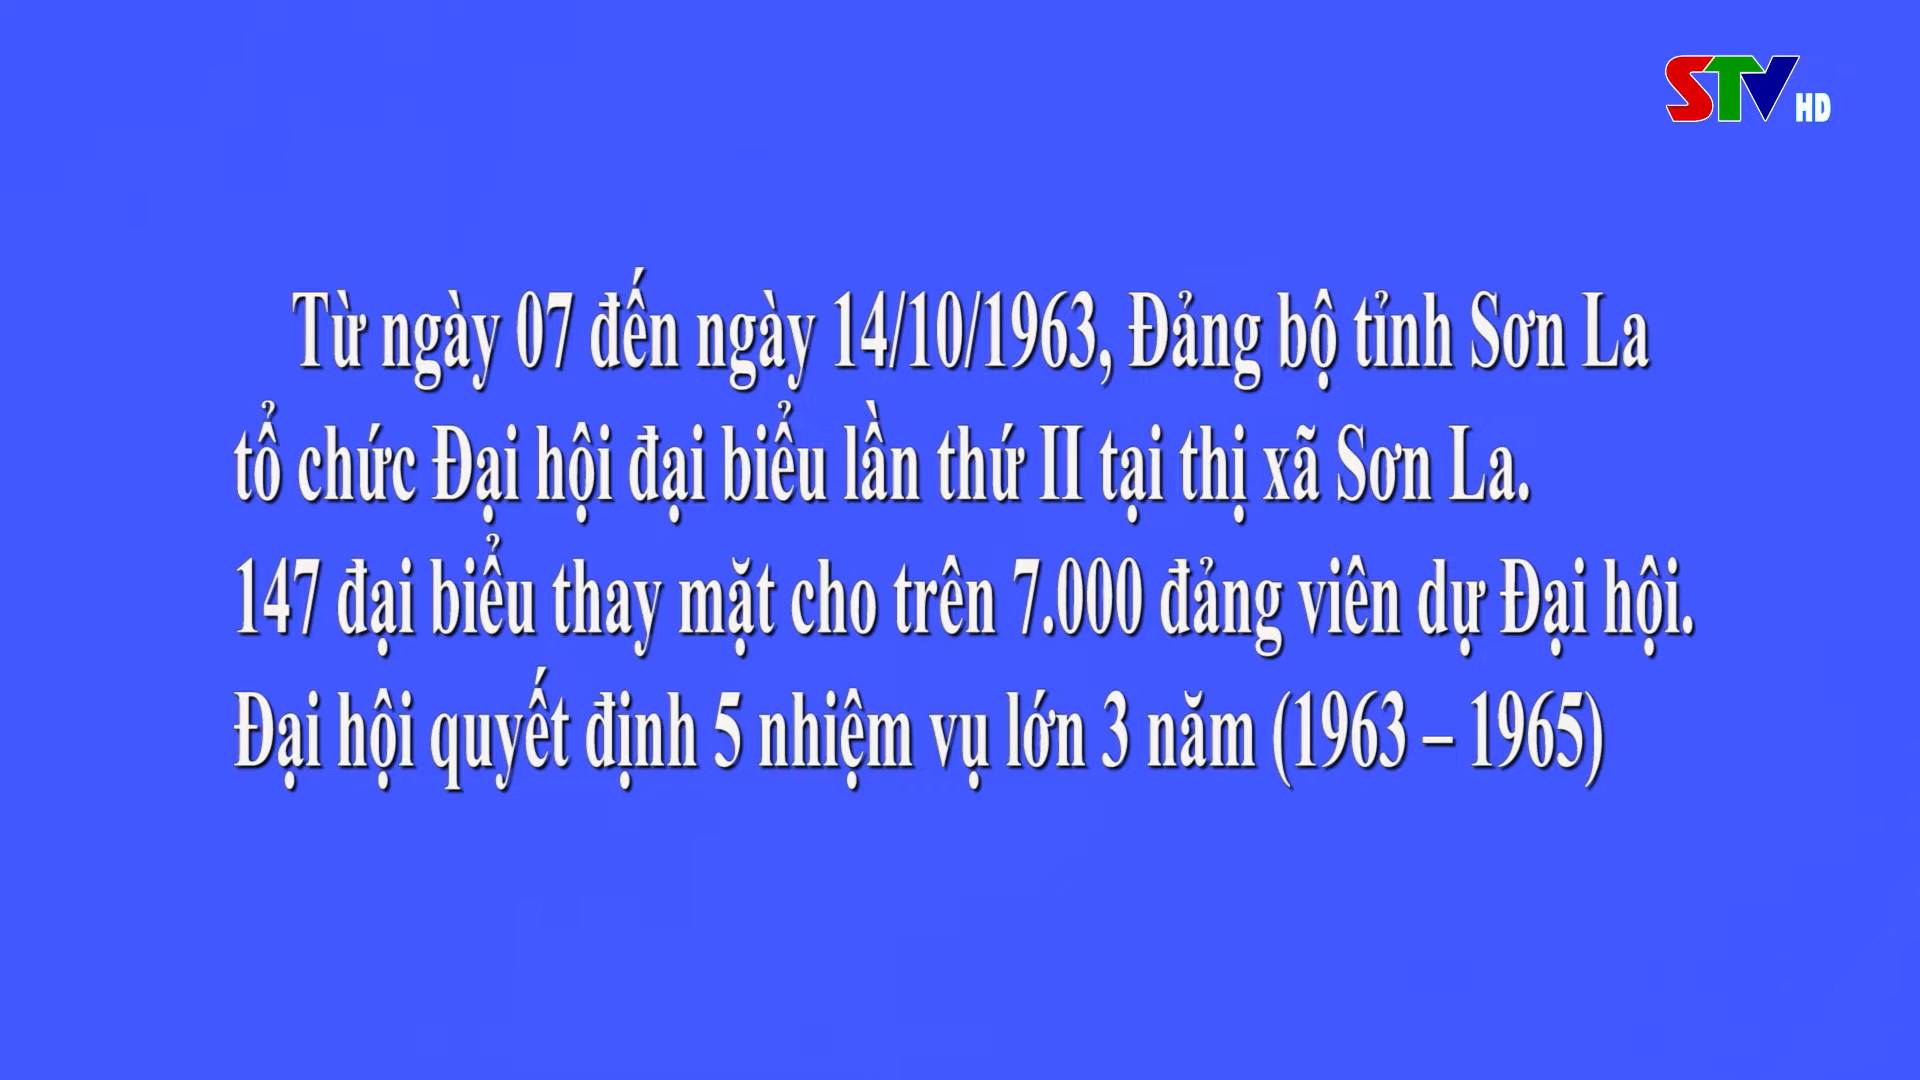 STV HD
Từ ngày 07 đến ngày 14/10/1963, Đảng bộ tỉnh Sơn La
tổ chức Đại hội đại biểu lần thứ II tại thị xã Sơn La.
147 đại biểu thay mặt cho trên 7.000 đảng viên dự Đại hội.
Đại hội quyết định 5 nhiệm vụ lớn 3 năm (1963 – 1965)